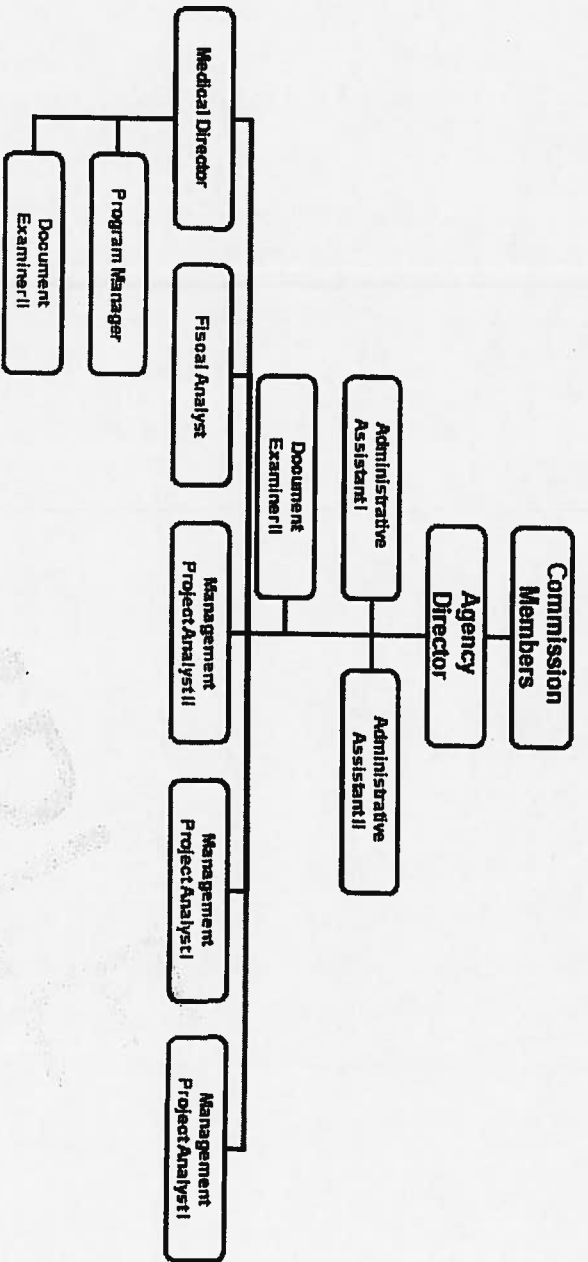 Commission
Members
Agency
Director
Administrative
Assistant I
Administrative
Assistant II
Document
Examiner II
Medical Director
Fiscal Analyst
Management
Project Analyst II
Management
Project Analyst I
Management
Project Analyst I
Program Manager
Document
Examiner II